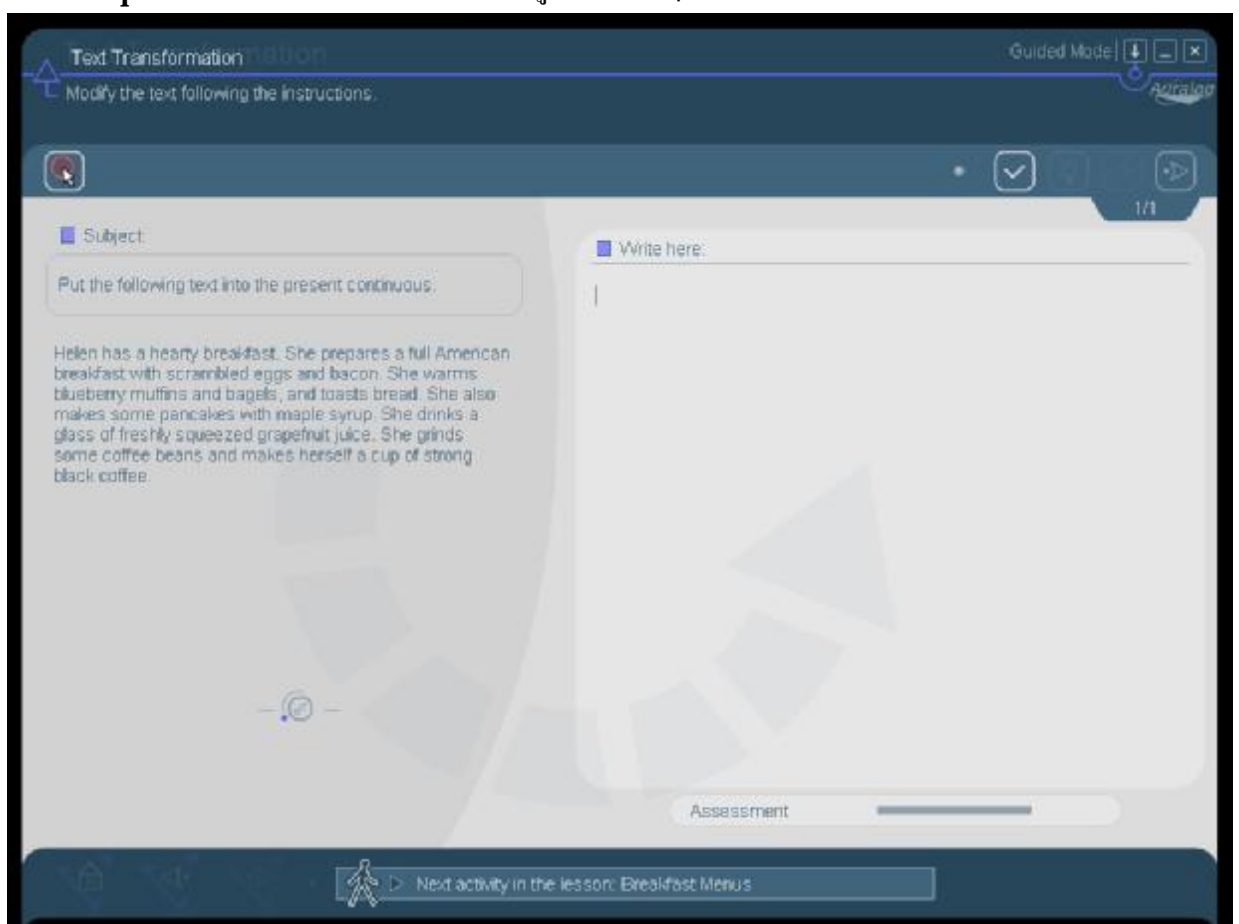 Text Transformation
Guided Mode
Modify the text following the instructions.
Auralog
1/1
Subject:
Put the following text into the present continuous.
Helen has a hearty breakfast. She prepares a full American
breakfast with scrambled eggs and bacon. She warms
blueberry muffins and bagels, and toasts bread. She also
makes some pancakes with maple syrup. She drinks a
glass of freshly squeezed grapefruit juice. She grinds
some coffee beans and makes herself a cup of strong
black coffee.
Write here:
Assessment
Next activity in the lesson: Breakfast Menus